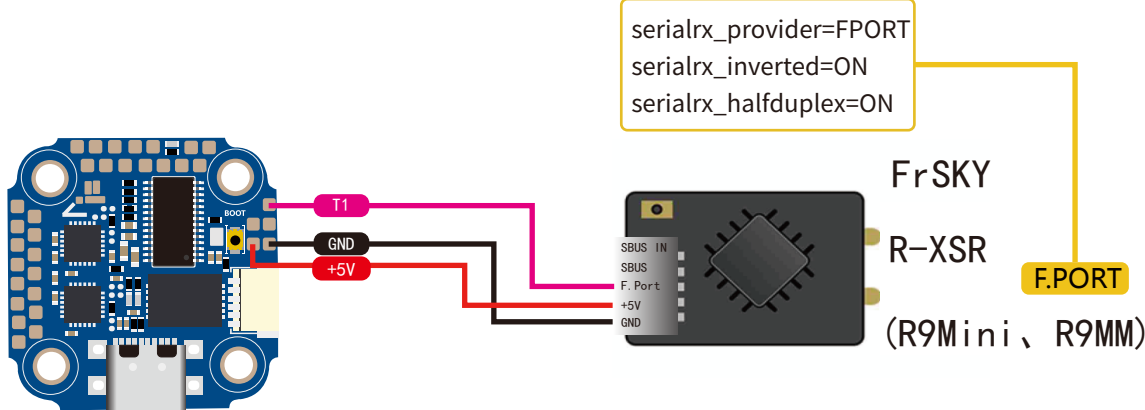 serialrx_provider=FPORT
serialrx_inverted=ON
serialrx_halfduplex=ON
FrSKY
R-XSR
F.PORT
(R9Mini、R9MM)
BOOT
T1
GND
+5V
SBUS IN
SBUS
F. Port
+5V
GND